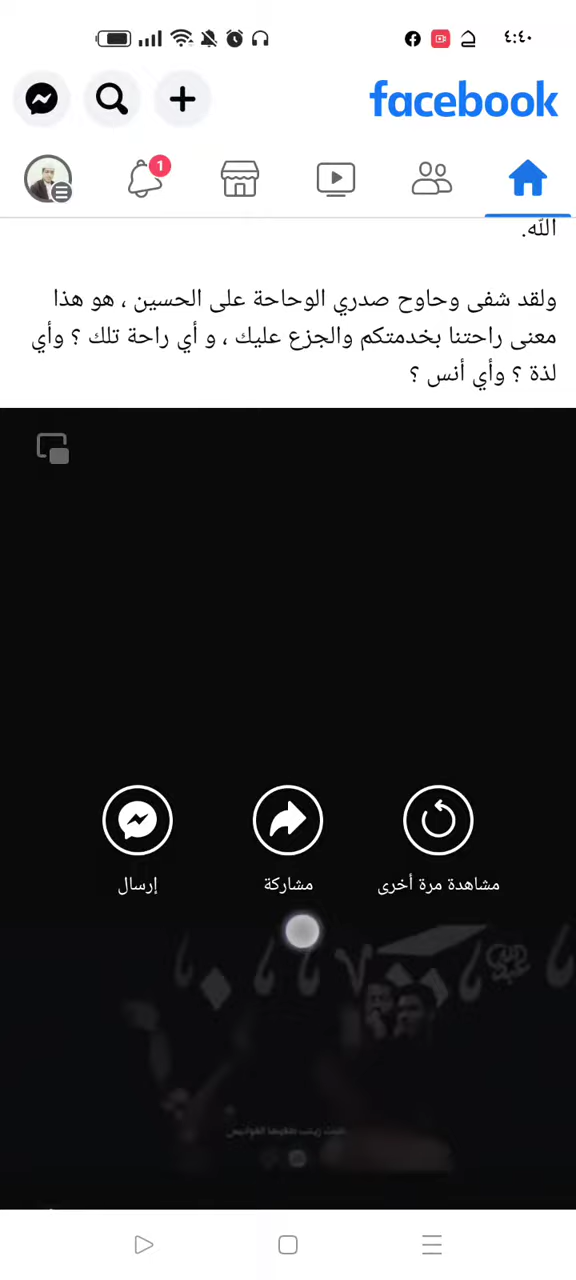 ٤:٤٠
facebook
1
الله.
ولقد شفى وحاوح صدري الوحاحة على الحسين ، هو هذا
معنى راحتنا بخدمتكم والجزع عليك ، و أي راحة تلك ؟ وأي
لذة ؟ وأي أنس ؟
مشاهدة مرة أخرى
مشاركة
إرسال